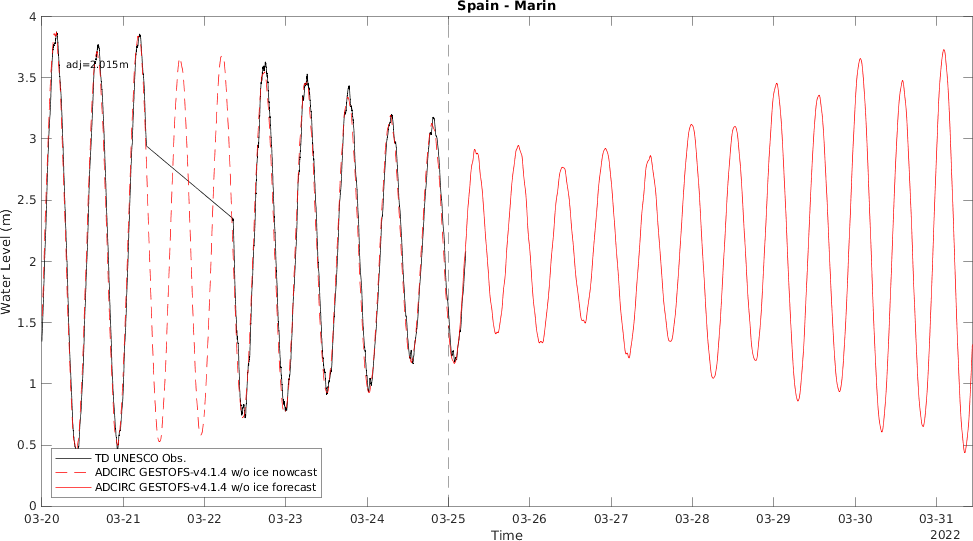 Spain - Marin
4
3.5
3
2.5
2
1.5
1
0.5
0
Water Level (m)
adj=2.015m
TD UNESCO Obs.
ADCIRC GESTOFS-v4.1.4 w/o ice nowcast
ADCIRC GESTOFS-v4.1.4 w/o ice forecast
03-20 03-21 03-22 03-23 03-24 03-25 03-26 03-27 03-28 03-29 03-30 03-31
2022
Time